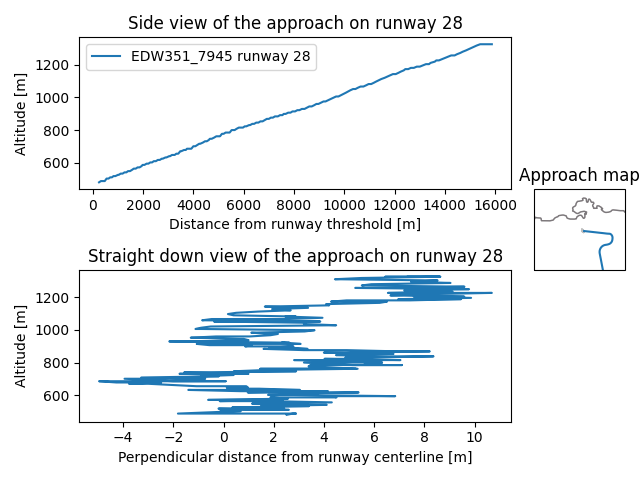 Side view of the approach on runway 28
EDW351_7945 runway 28
Altitude [m]
1200
1000
800
600
0 2000 4000 6000 8000 10000 12000 14000 16000
Distance from runway threshold [m]
Approach map
Straight down view of the approach on runway 28
Altitude [m]
1200
1000
800
600
−4 −2 0 2 4 6 8 10
Perpendicular distance from runway centerline [m]